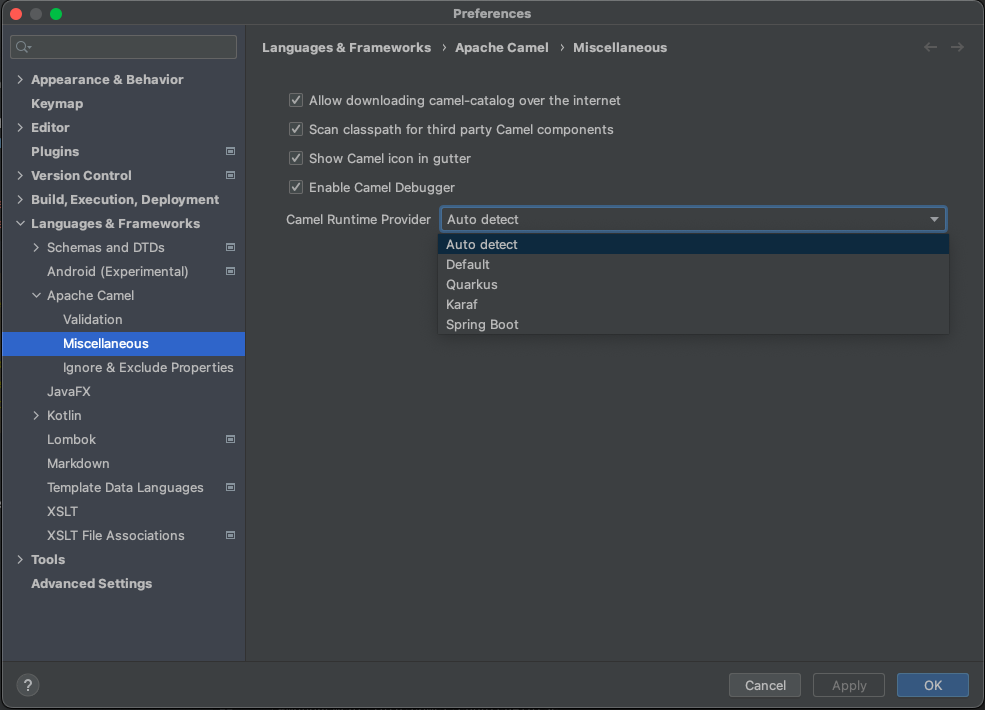 Preferences
Languages & Frameworks › Apache Camel › Miscellaneous
Appearance & Behavior
Keymap
Editor
Plugins
Version Control
Build, Execution, Deployment
Languages & Frameworks
Schemas and DTDs
Android (Experimental)
Apache Camel
Validation
Miscellaneous
Ignore & Exclude Properties
JavaFX
Kotlin
Lombok
Markdown
Template Data Languages
XSLT
XSLT File Associations
Tools
Advanced Settings
Allow downloading camel-catalog over the internet
Scan classpath for third party Camel components
Show Camel icon in gutter
Enable Camel Debugger
Camel Runtime Provider Auto detect
Auto detect
Default
Quarkus
Karaf
Spring Boot
? Cancel Apply OK